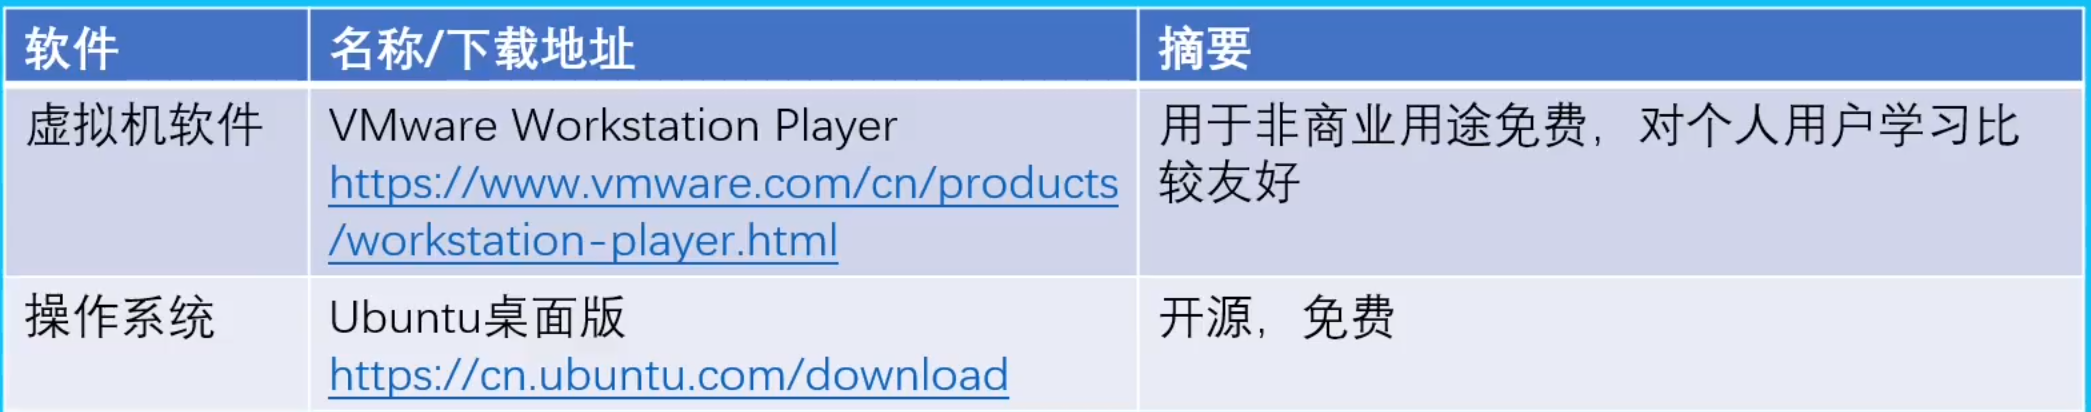 软件
名称/下载地址
摘要
虚拟机软件
VMware Workstation Player
https://www.vmware.com/cn/products
/workstation-player.html
用于非商业用途免费，对个人用户学习比
较友好
操作系统
Ubuntu桌面版
https://cn.ubuntu.com/download
开源，免费